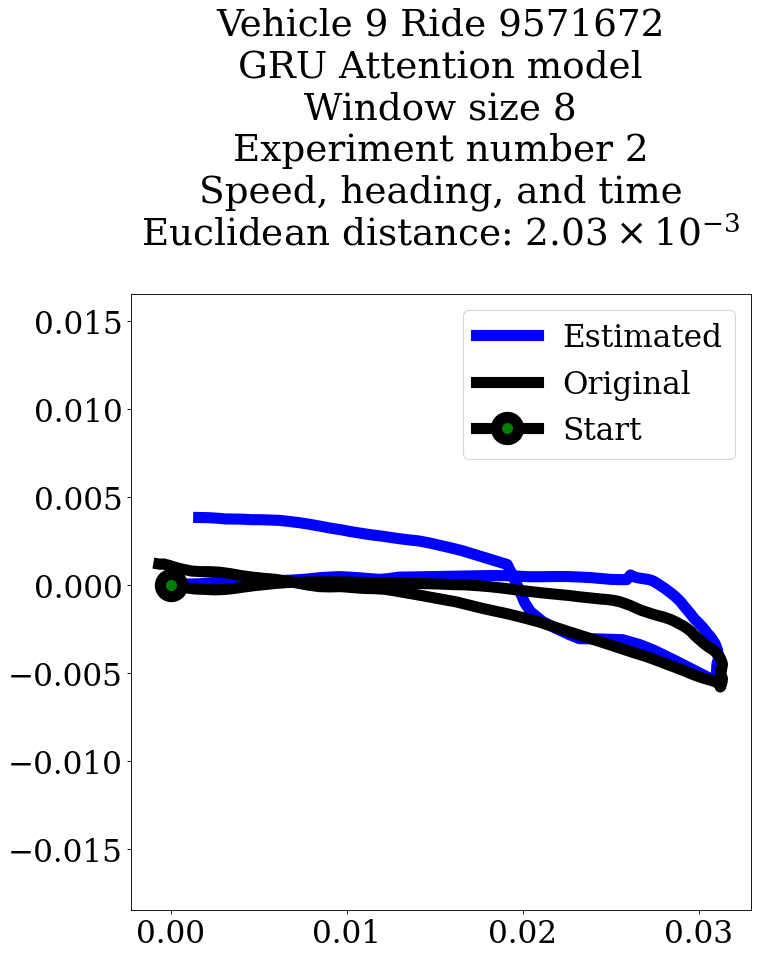 Vehicle 9 Ride 9571672
GRU Attention model
Window size 8
Experiment number 2
Speed, heading, and time
Euclidean distance: 2.03 × 10⁻³
Estimated
Original
Start
0.015
0.010
0.005
0.000
−0.005
−0.010
−0.015
0.00 0.01 0.02 0.03